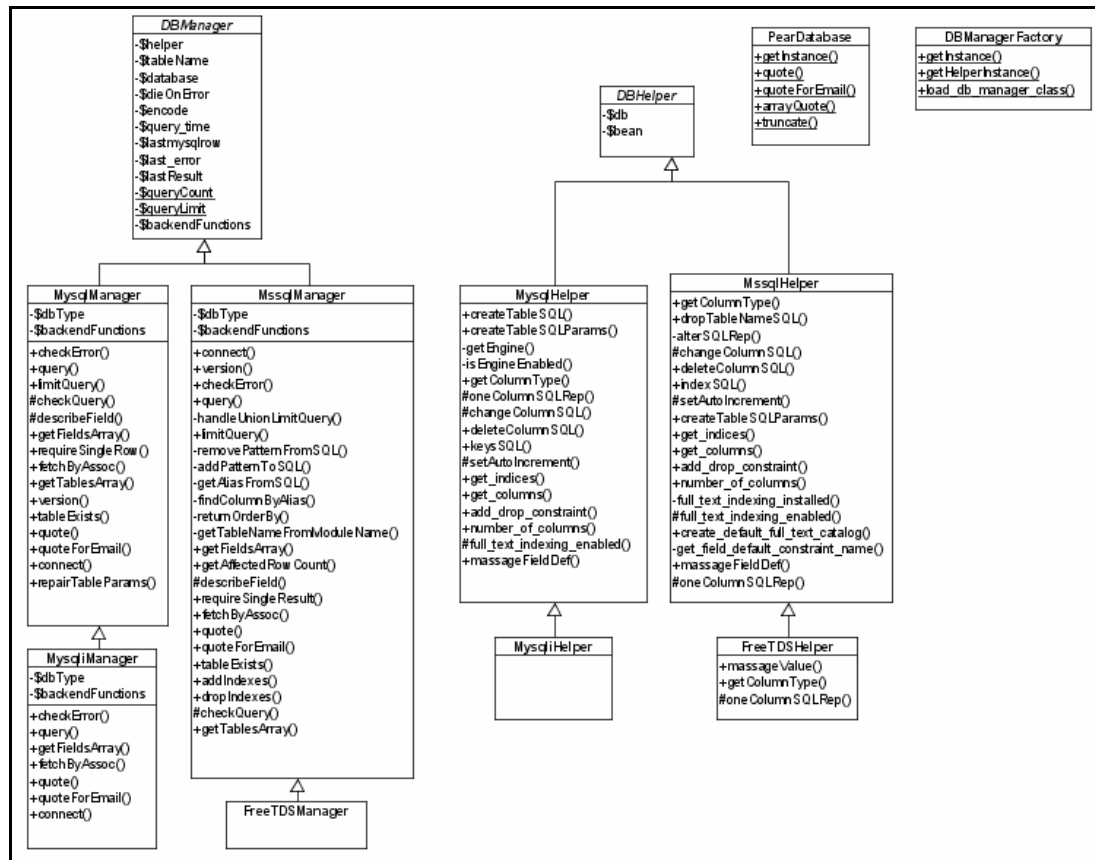 DBManager
-$helper
-$tableName
-$database
-$dieOnError
-$encode
-$query_time
-$lastmysqlrow
-$last_error
-$lastResult
-$queryCount
-$queryLimit
-$backendFunctions
MysqlManager
-$dbType
-$backendFunctions
+checkError()
+query()
+limitQuery()
#checkQuery()
#describeField()
+getFieldsArray()
+requireSingleRow()
+fetchByAssoc()
+getTablesArray()
+version()
+tableExists()
+quote()
+quoteForEmail()
+connect()
+repairTableParams()
MysqliManager
-$dbType
-$backendFunctions
+checkError()
+query()
+getFieldsArray()
+fetchByAssoc()
+quote()
+quoteForEmail()
+connect()
MssqlManager
-$dbType
-$backendFunctions
+connect()
+version()
+checkError()
+query()
-handleUnionLimitQuery()
+limitQuery()
-removePatternFromSQL()
-addPatternToSQL()
-getAliasFromSQL()
-findColumnByAlias()
-returnOrderBy()
-getTableNameFromModuleName()
+getFieldsArray()
+getAffectedRowCount()
#describeField()
+requireSingleResult()
+fetchByAssoc()
+quote()
+quoteForEmail()
+tableExists()
+addIndexes()
+dropIndexes()
#checkQuery()
+getTablesArray()
FreeTDSManager
DBHelper
-$db
-$bean
MysqlHelper
+createTableSQL()
+createTableSQLParams()
-getEngine()
-isEngineEnabled()
+getColumnType()
#oneColumnSQLRep()
#changeColumnSQL()
+deleteColumnSQL()
+keysSQL()
#setAutoIncrement()
+get_indices()
+get_columns()
+add_drop_constraint()
+number_of_columns()
#full_text_indexing_enabled()
+massageFieldDef()
MysqliHelper
MssqlHelper
+getColumnType()
+dropTableNameSQL()
-alterSQLRep()
#changeColumnSQL()
+deleteColumnSQL()
+indexSQL()
#setAutoIncrement()
+createTableSQLParams()
+get_indices()
+get_columns()
+add_drop_constraint()
+number_of_columns()
-full_text_indexing_installed()
#full_text_indexing_enabled()
+create_default_full_text_catalog()
-get_field_default_constraint_name()
+massageFieldDef()
#oneColumnSQLRep()
FreeTDSHelper
+massageValue()
+getColumnType()
#oneColumnSQLRep()
PearDatabase
+getInstance()
+quote()
+quoteForEmail()
+arrayQuote()
+truncate()
DBManagerFactory
+getInstance()
+getHelperInstance()
+load_db_manager_class()